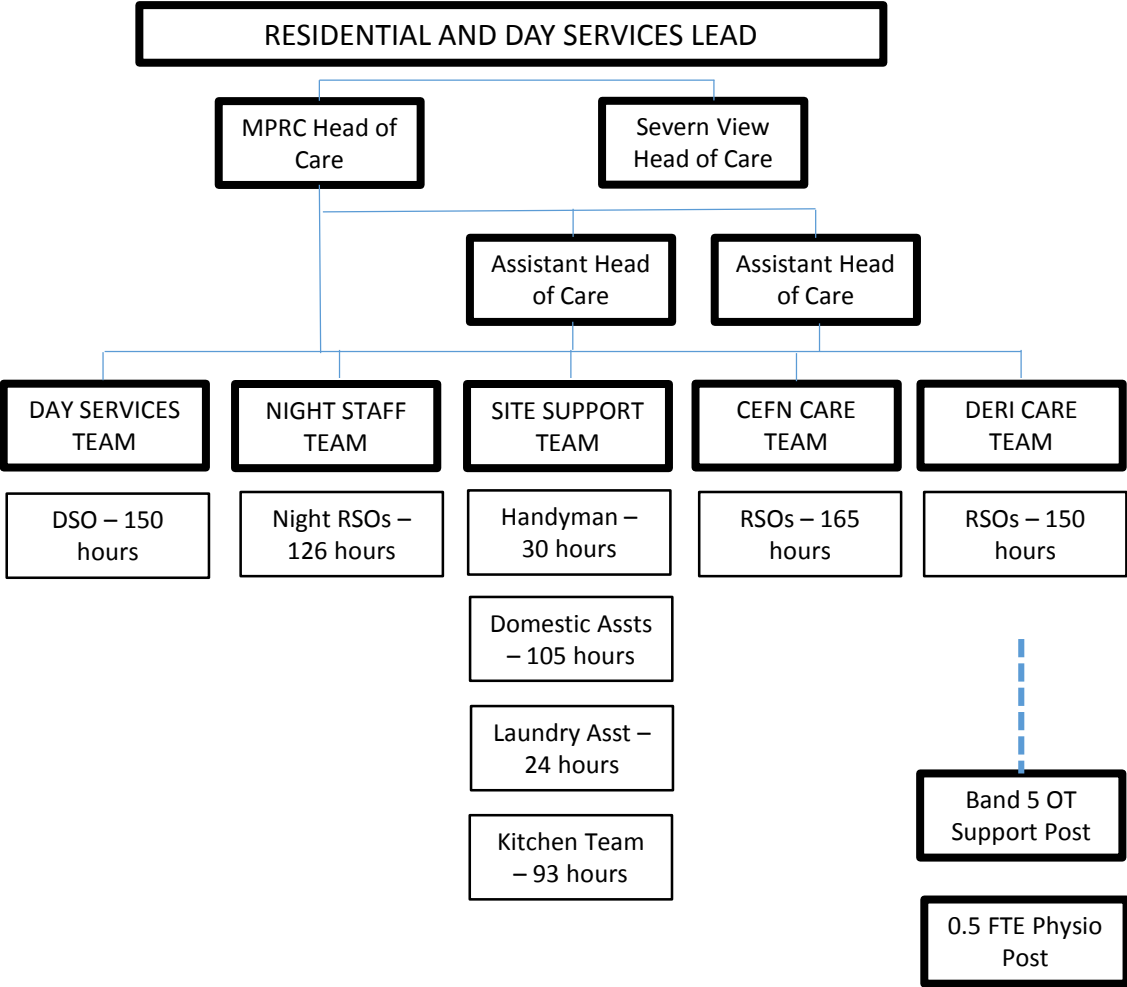 RESIDENTIAL AND DAY SERVICES LEAD
MPRC Head of
Care
Severn View
Head of Care
Assistant Head
of Care
Assistant Head
of Care
DAY SERVICES
TEAM
NIGHT STAFF
TEAM
SITE SUPPORT
TEAM
CEFN CARE
TEAM
DERI CARE
TEAM
DSO – 150
hours
Night RSOs –
126 hours
Handyman –
30 hours
RSOs – 165
hours
RSOs – 150
hours
Domestic Assts
– 105 hours
Laundry Asst –
24 hours
Kitchen Team
– 93 hours
Band 5 OT
Support Post
0.5 FTE Physio
Post